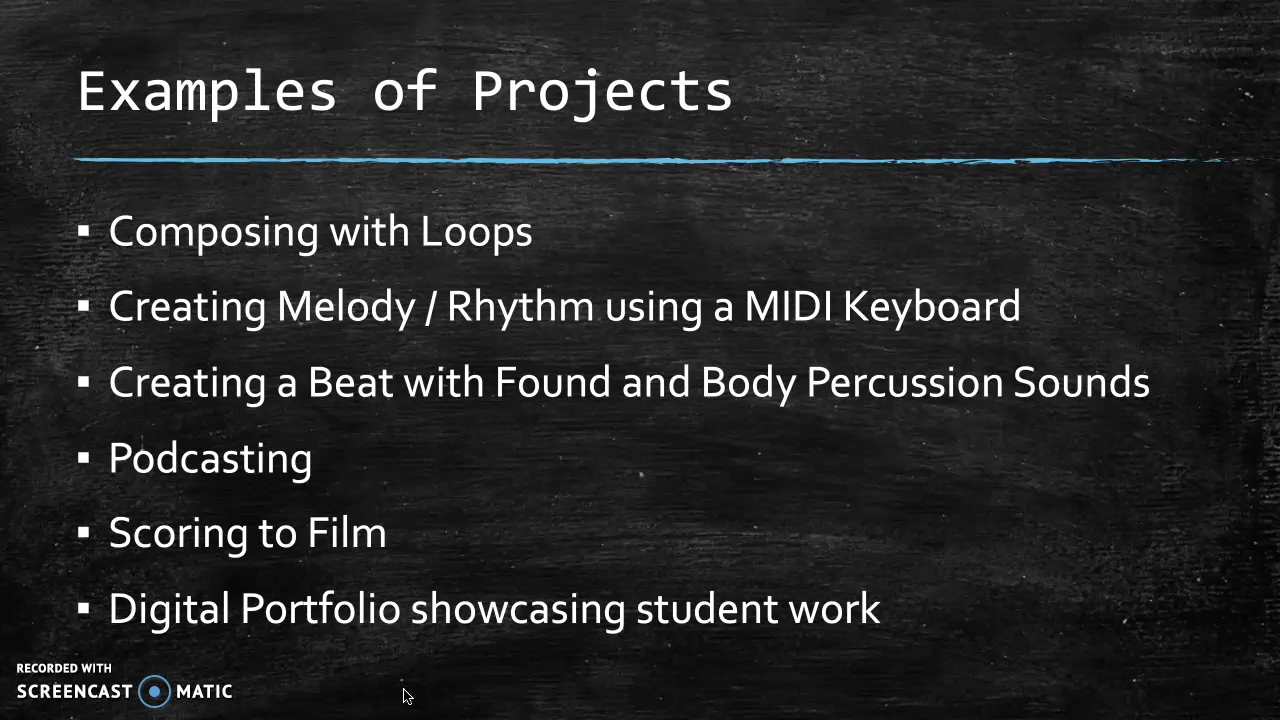 Examples of Projects
▪ Composing with Loops
▪ Creating Melody / Rhythm using a MIDI Keyboard
▪ Creating a Beat with Found and Body Percussion Sounds
▪ Podcasting
▪ Scoring to Film
▪ Digital Portfolio showcasing student work
RECORDED WITH
SCREENCAST MATIC